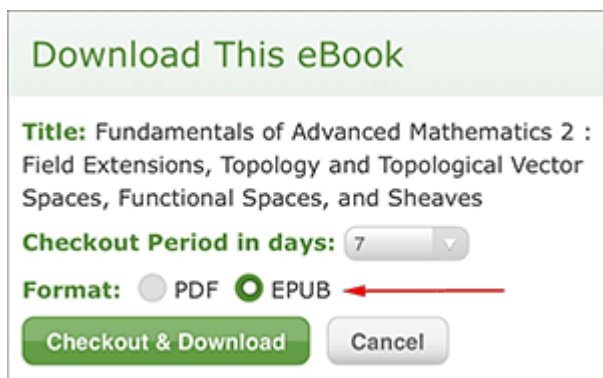 Download This eBook
Title: Fundamentals of Advanced Mathematics 2 :
Field Extensions, Topology and Topological Vector
Spaces, Functional Spaces, and Sheaves
Checkout Period in days: 7
Format: PDF EPUB
Checkout & Download Cancel